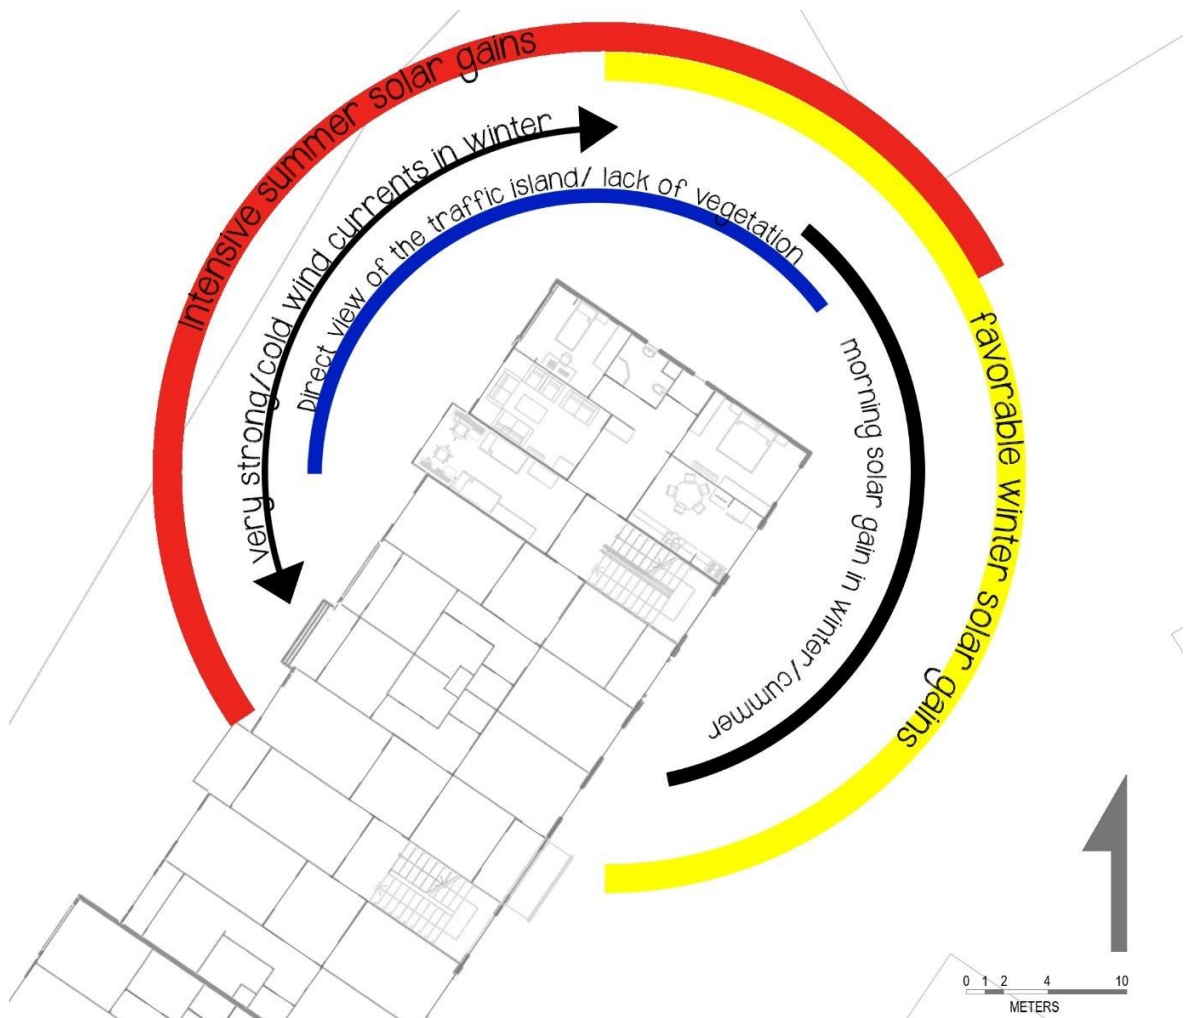 Intensive summer solar gains
very strong/cold wind currents in winter
Direct view of the traffic island/ lack of vegetation
morning solar gain in winter/cummer
favorable winter solar gains
0 1 2 4 10
METERS